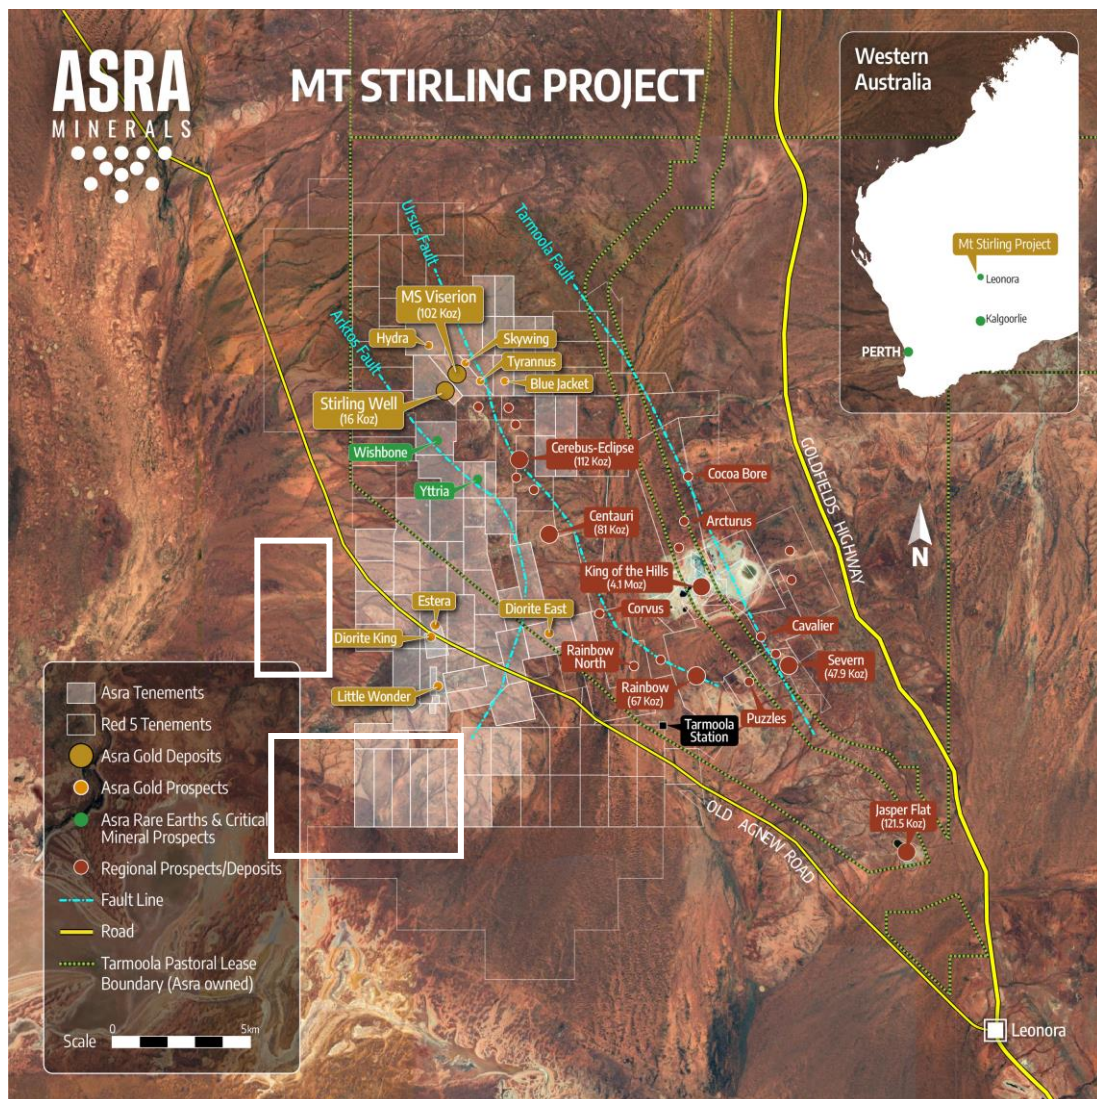 ASRA
MINERALS
MT STIRLING PROJECT
Western
Australia
Mt Stirling Project
Leonora
Kalgoorlie
PERTH
Ursus Fault
Tarmoola Fault
Arktos Fault
MS Viserion
(102 Koz)
Hydra
Skywing
Tyrannus
Blue Jacket
Stirling Well
(16 Koz)
Wishbone
Yttria
Cerebus-Eclipse
(112 Koz)
Cocoa Bore
Centauri
(81 Koz)
Arcturus
GOLDFIELDS HIGHWAY
N
King of the Hills
(4.1 Moz)
Estera
Diorite East
Corvus
Diorite King
Cavalier
Rainbow
North
Severn
(47.9 Koz)
Little Wonder
Rainbow
(67 Koz)
Puzzles
Tarmoola
Station
OLD AGNEW ROAD
Jasper Flat
(121.5 Koz)
Asra Tenements
Red 5 Tenements
Asra Gold Deposits
Asra Gold Prospects
Asra Rare Earths & Critical
Mineral Prospects
Regional Prospects/Deposits
Fault Line
Road
Tarmoola Pastoral Lease
Boundary (Asra owned)
Scale
0
5km
Leonora